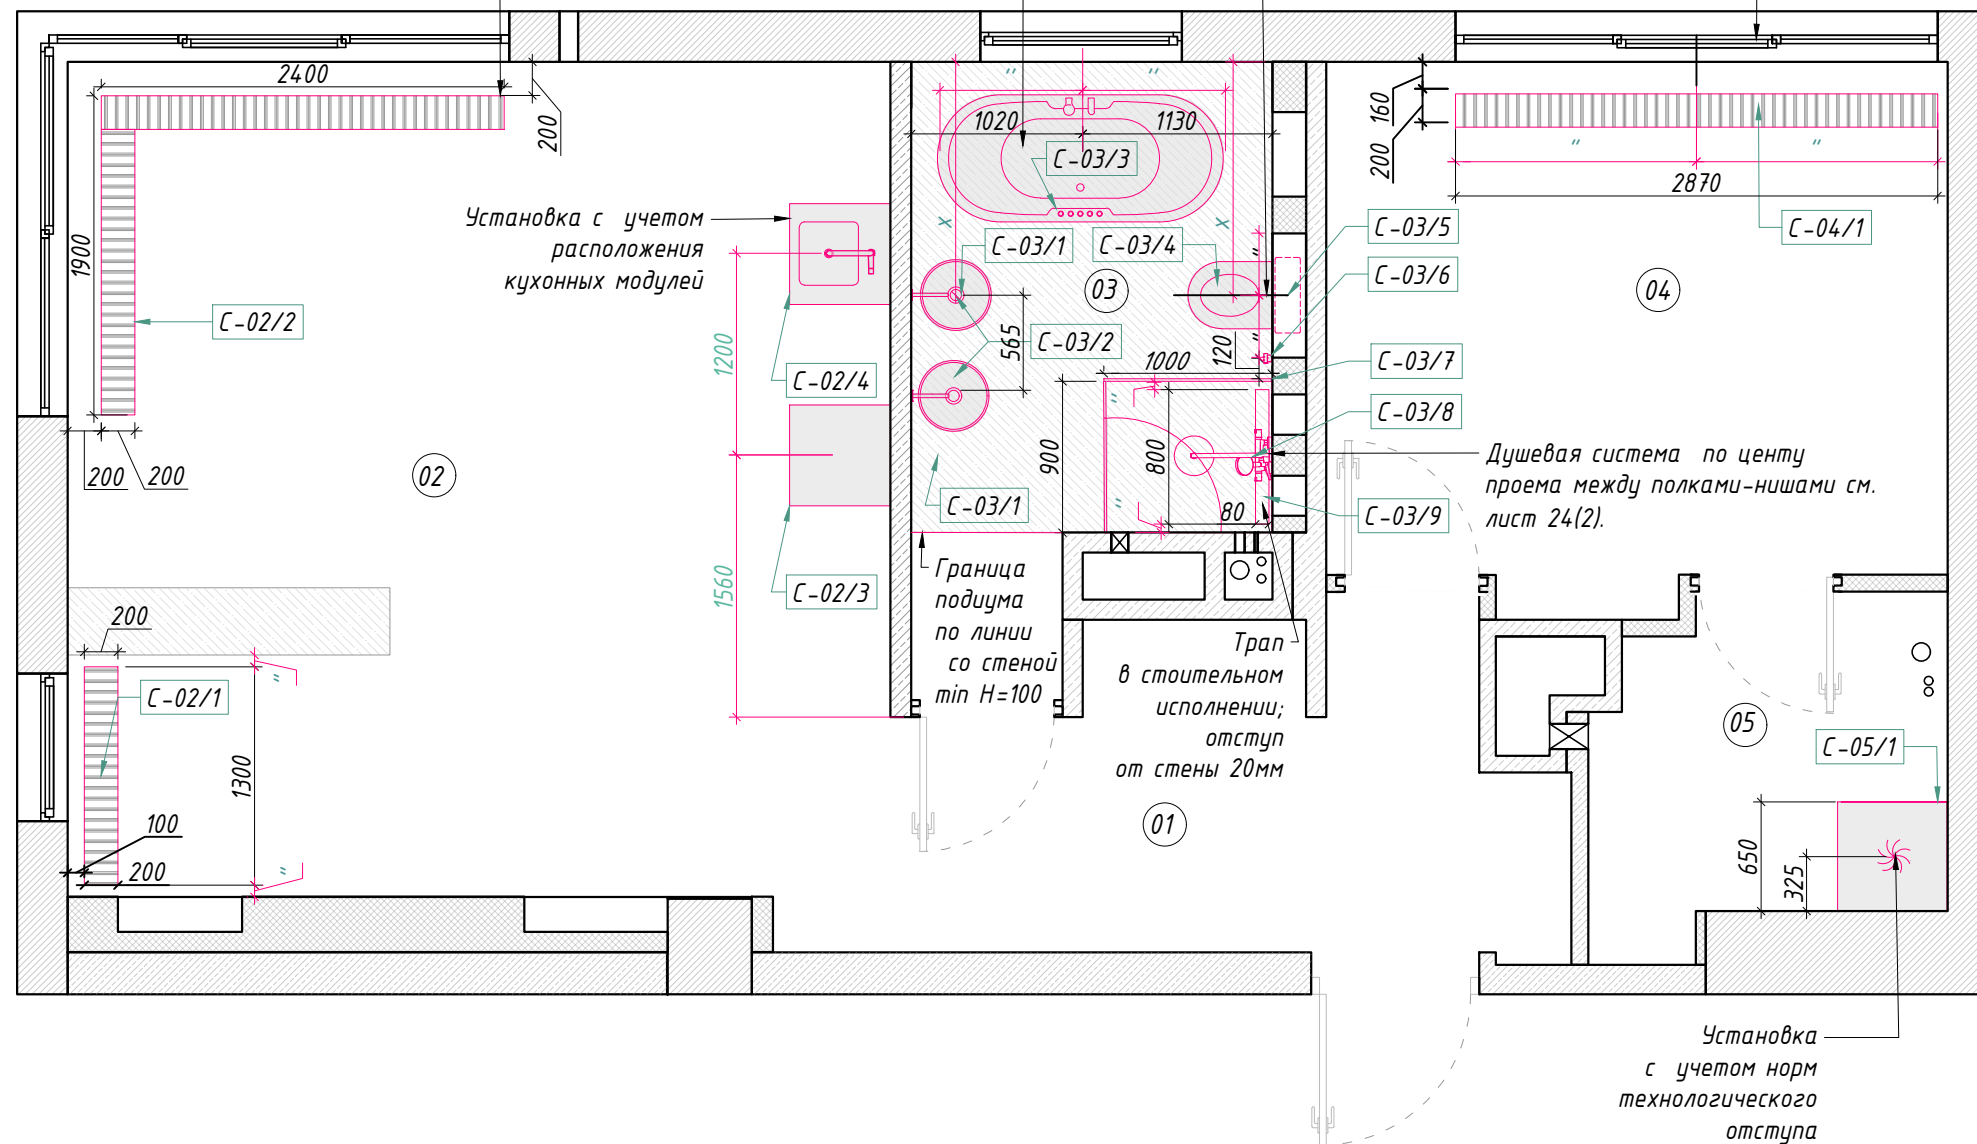 2400
200
1900
200
200
C-02/2
02
Установка с учетом
расположения
кухонных модулей
1200
1560
C-02/4
C-02/3
200
C-02/1
1300
100
200
1020
1130
"
"
C-03/3
X
X
C-03/1
C-03/4
03
C-03/2
565
"
"
120
1000
900
800
"
"
80
C-03/1
C-03/5
C-03/6
C-03/7
C-03/8
C-03/9
Душевая система по центу
проема между полками-нишами см.
лист 24(2).
Граница
подиума
по линии
со стеной
min H=100
Трап
в стоительном
исполнении;
отступ
от стены 20мм
01
160
200
"
"
2870
C-04/1
04
05
C-05/1
650
325
"
"
Установка
с учетом норм
технологического
отступа